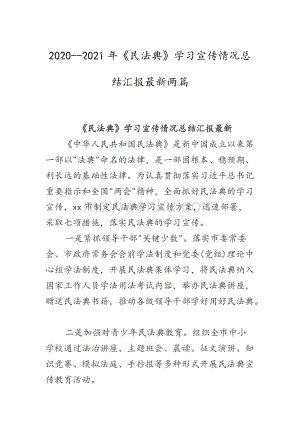 2020--2021年《民法典》学习宣传情况总
结汇报最新两篇
《民法典》学习宣传情况总结汇报最新
《中华人民共和国民法典》是新中国成立以来第
一部以"法典"命名的法律，是一部固根本、稳预期、
利长远的基础性法律。为认真贯彻落实习近年总书记
重要指示和全国"两会"精神，全面抓好民法典的学习
宣传，xx 市制定民法典学习宣传方案，迅速部署，
采取七项措施，落实民法典的学习宣传。
一是紧抓领导干部"关键少数"。落实市委常委
会、市政府常务会会前学法制度和党委(党组)理论中
心组学法制度，开展民法典集体学习，将民法典纳入
国家工作人员学法用法考试内容，举办民法典讲座，
赠送民法典书籍，推动各级领导干部学好用好民法典。
二是加强对青少年民法典教育。组织全市中小
学校通过法治讲座、主题班会、晨读、征文演讲、知
识竞赛、模拟法庭、手抄报等多种形式开展民法典宣
传教育活动。